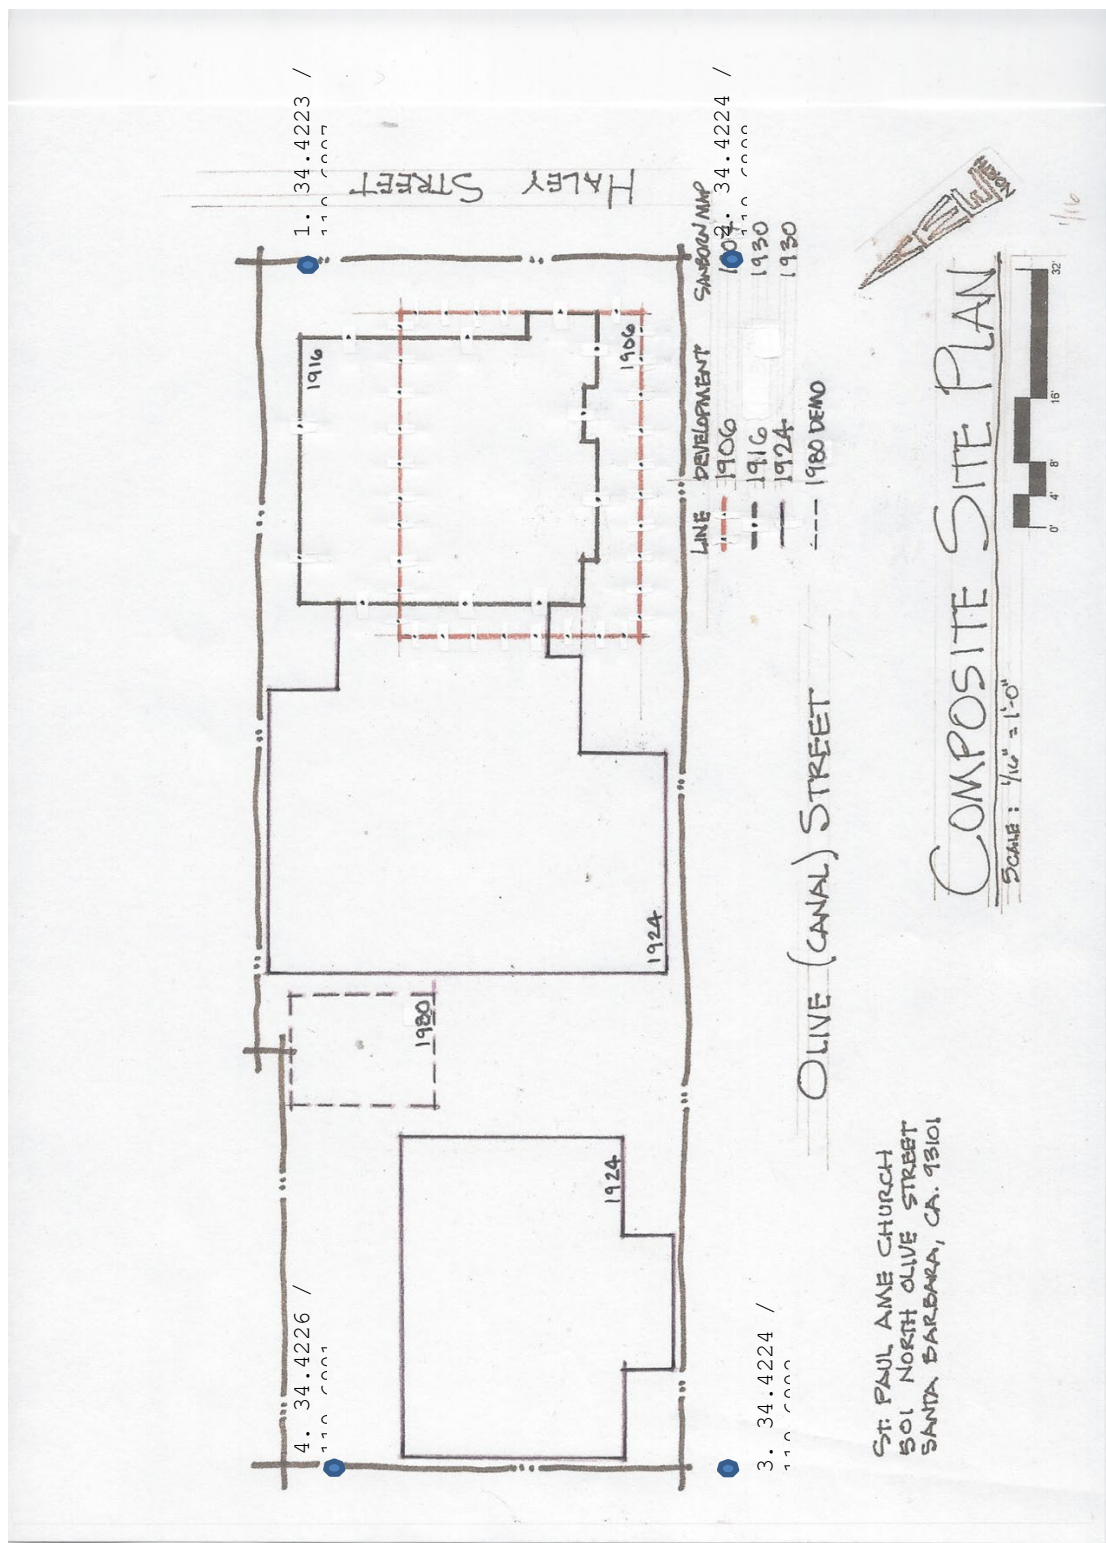 HALEY STREET
1. 34.4223 /
2. 34.4224 /
NORTH
1/16
1916
1906
LINE DEVELOPMENT SANBORN MAP
1906
1916 1930
1924 1930
1980 DEMO
1924
1980
1924
OLIVE (CANAL) STREET
COMPOSITE SITE PLAN
SCALE: 1/16" = 1'-0"
0' 4' 8' 16' 32'
4. 34.4226 /
3. 34.4224 /
ST. PAUL AME CHURCH
501 NORTH OLIVE STREET
SANTA BARBARA, CA. 93101